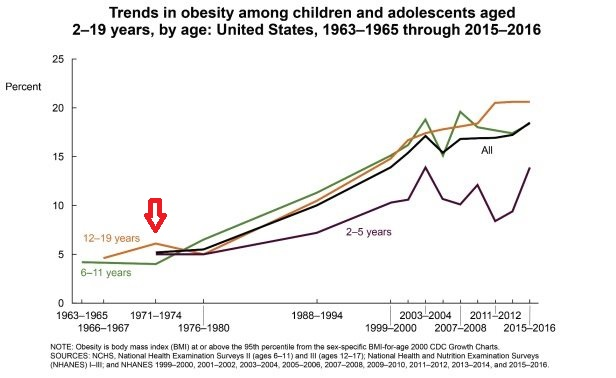 Trends in obesity among children and adolescents aged
2–19 years, by age: United States, 1963–1965 through 2015–2016
25
Percent
20
15
All
10
12–19 years
2–5 years
5
6–11 years
0
1963–1965 1971–1974 1988–1994 2003–2004 2011–2012
1966–1967 1976–1980 1999–2000 2007–2008 2015–2016
NOTE: Obesity is body mass index (BMI) at or above the 95th percentile from the sex-specific BMI-for-age 2000 CDC Growth Charts.
SOURCES: NCHS, National Health Examination Surveys II (ages 6–11) and III (ages 12–17); National Health and Nutrition Examination Surveys
(NHANES) I–III; and NHANES 1999–2000, 2001–2002, 2003–2004, 2005–2006, 2007–2008, 2009–2010, 2011–2012, 2013–2014, and 2015–2016.